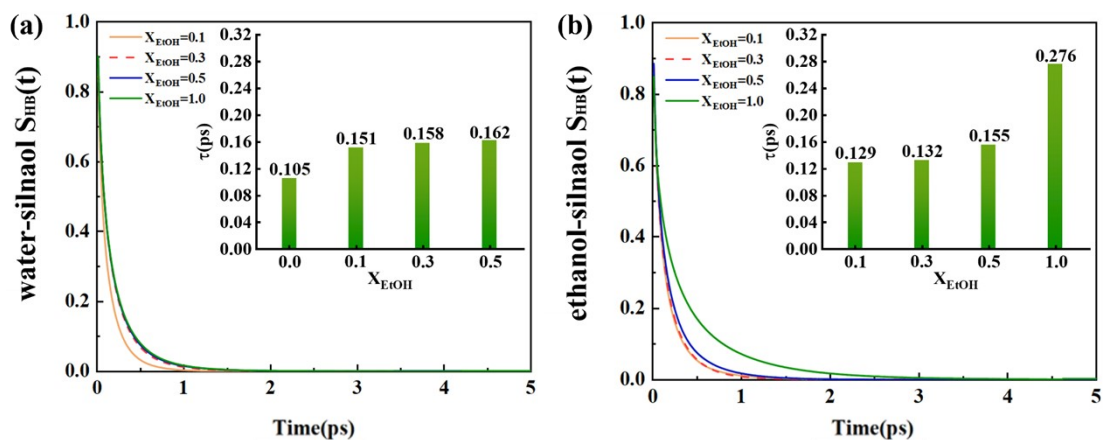 (a)
water-silnaol S_HB(t)
1.0
0.8
0.6
0.4
0.2
0.0
X_EtOH=0.1
X_EtOH=0.3
X_EtOH=0.5
X_EtOH=1.0
τ(ps)
0.32
0.28
0.24
0.20
0.16
0.12
0.08
0.04
0.00
0.105
0.151
0.158
0.162
0.0 0.1 0.3 0.5
X_EtOH
0 1 2 3 4 5
Time(ps)
(b)
ethanol-silnaol S_HB(t)
1.0
0.8
0.6
0.4
0.2
0.0
X_EtOH=0.1
X_EtOH=0.3
X_EtOH=0.5
X_EtOH=1.0
τ(ps)
0.32
0.28
0.24
0.20
0.16
0.12
0.08
0.04
0.00
0.129
0.132
0.155
0.276
0.1 0.3 0.5 1.0
X_EtOH
0 1 2 3 4 5
Time(ps)